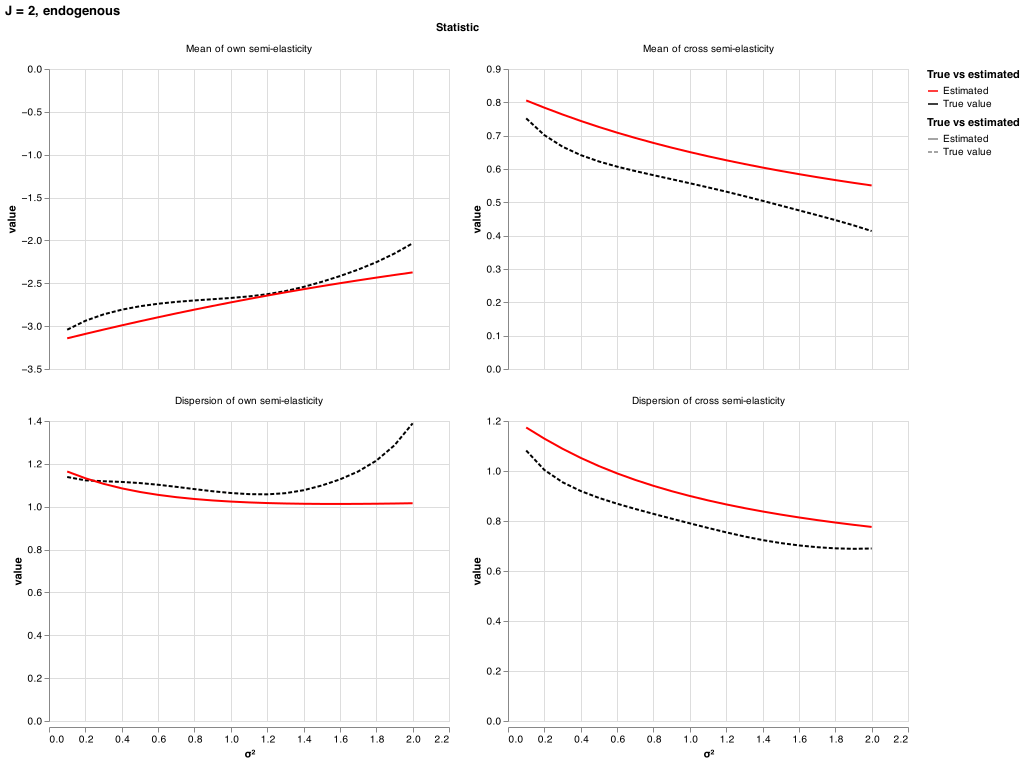 J = 2, endogenous
Statistic
Mean of own semi-elasticity
Mean of cross semi-elasticity
True vs estimated
Estimated
True value
True vs estimated
Estimated
True value
value
0.0
−0.5
−1.0
−1.5
−2.0
−2.5
−3.0
−3.5
value
0.9
0.8
0.7
0.6
0.5
0.4
0.3
0.2
0.1
0.0
Dispersion of own semi-elasticity
Dispersion of cross semi-elasticity
value
1.4
1.2
1.0
0.8
0.6
0.4
0.2
0.0
value
1.2
1.0
0.8
0.6
0.4
0.2
0.0
0.0 0.2 0.4 0.6 0.8 1.0 1.2 1.4 1.6 1.8 2.0 2.2
σ²
0.0 0.2 0.4 0.6 0.8 1.0 1.2 1.4 1.6 1.8 2.0 2.2
σ²